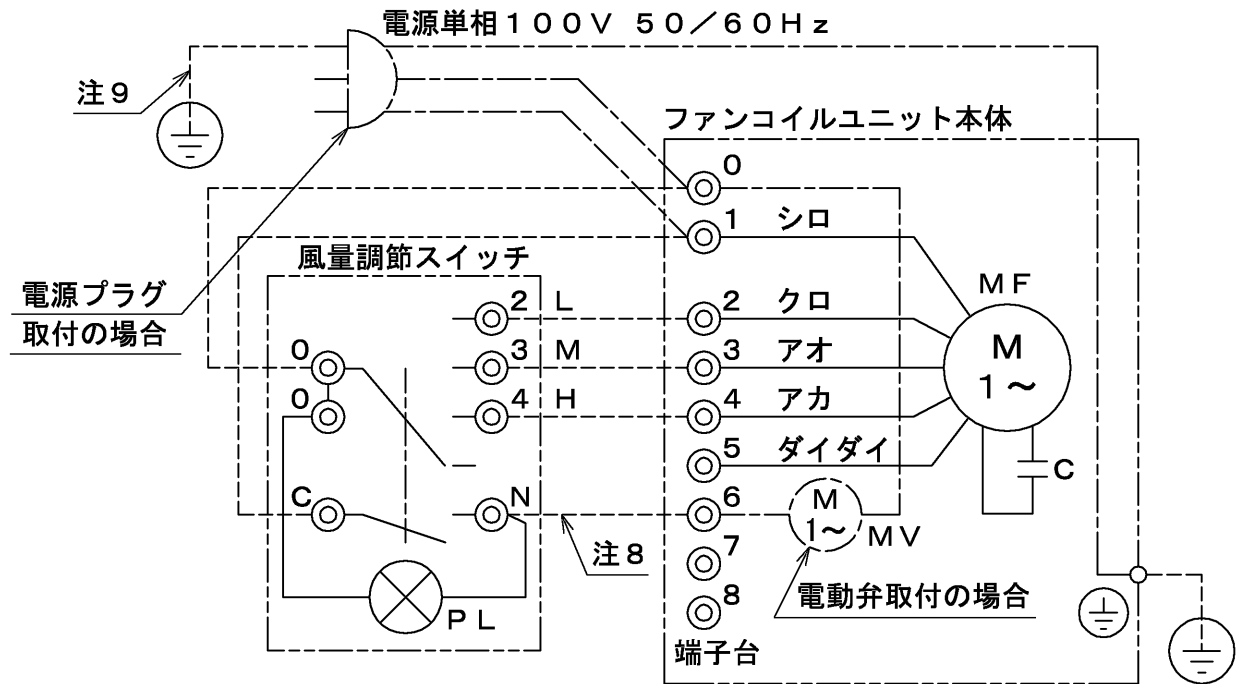 電源単相１００Ｖ ５０／６０Ｈｚ
注９
ファンコイルユニット本体
0
1 シロ
風量調節スイッチ
電源プラグ
取付の場合
ＭＦ
2 Ｌ
2 クロ
0
3 Ｍ
3 アオ
Ｍ
１～
0
4 Ｈ
4 アカ
5 ダイダイ
Ｃ
Ｃ
Ｎ
6
Ｍ
１～
ＭＶ
注８
7
電動弁取付の場合
8
ＰＬ
端子台